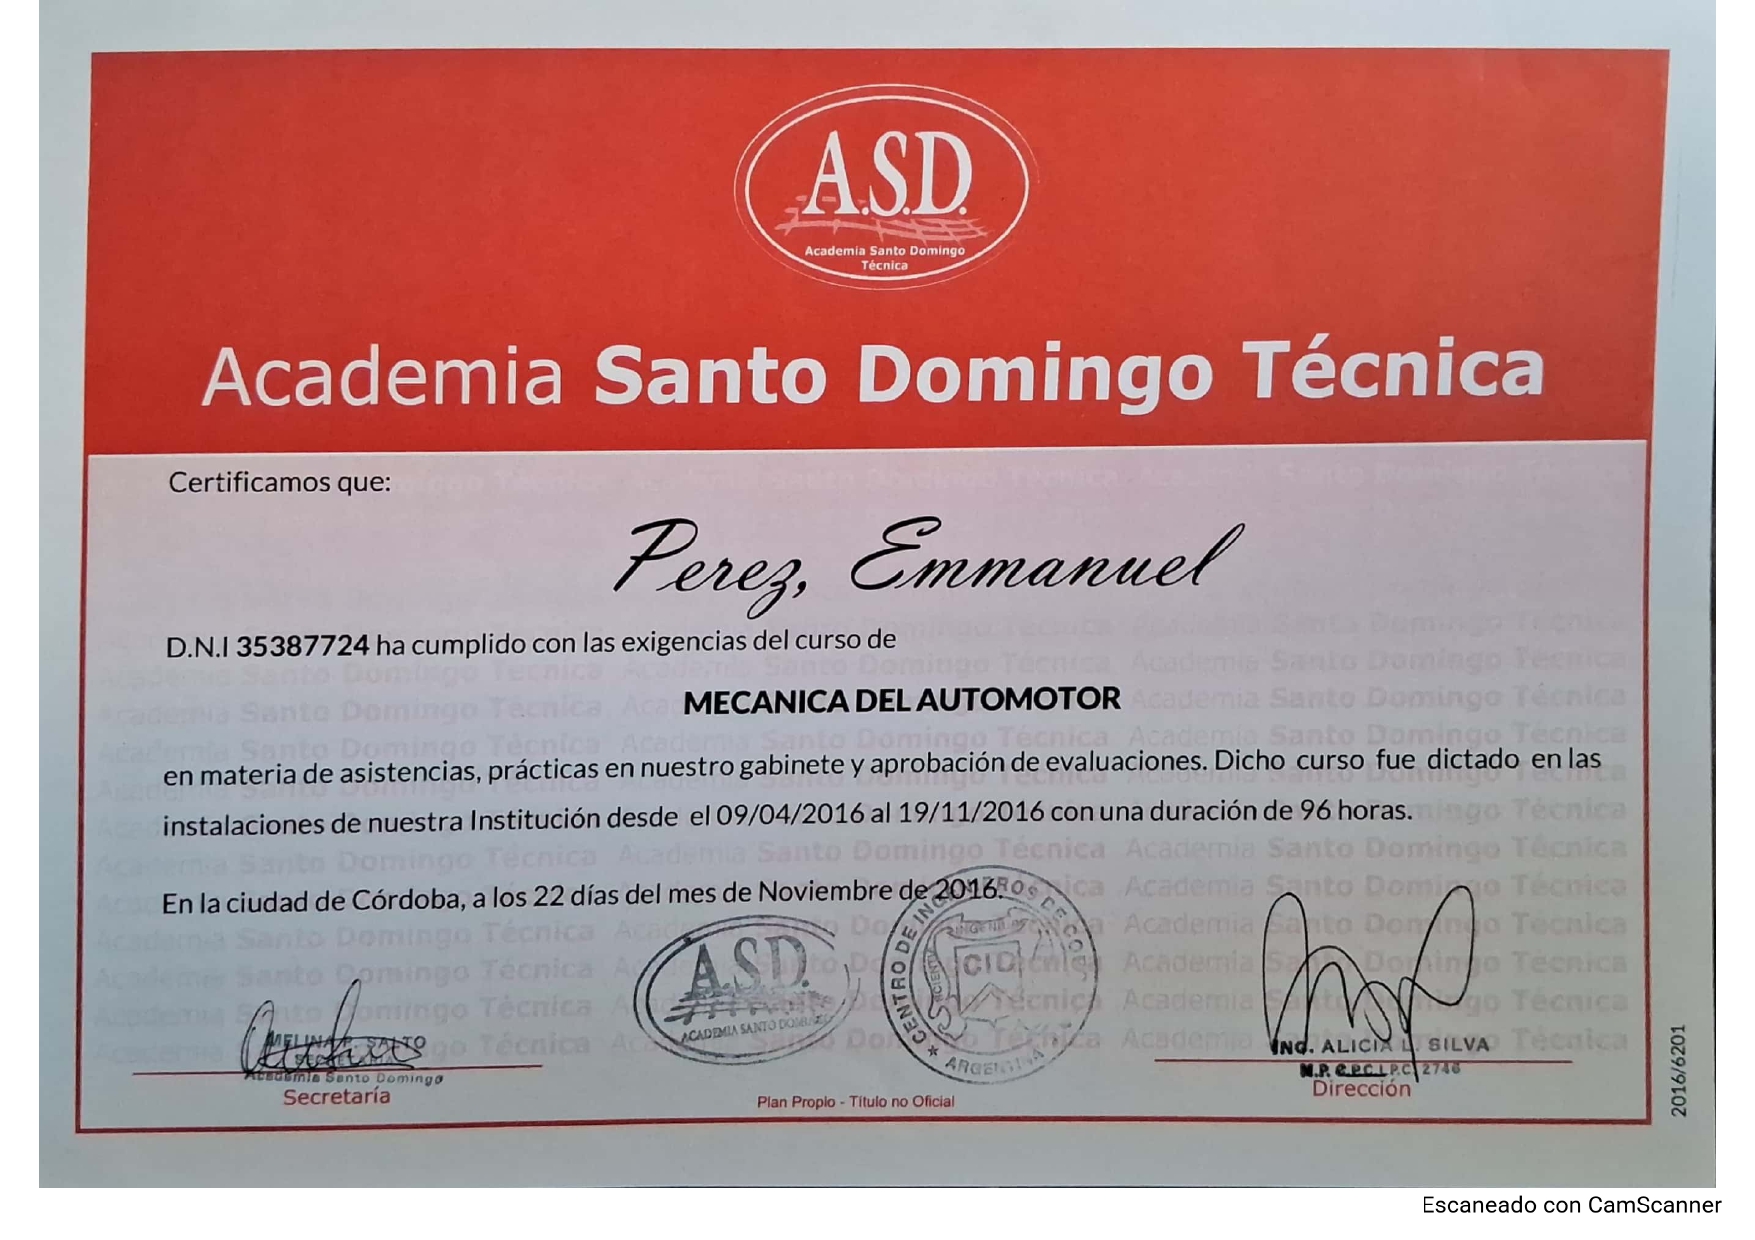 A.S.D.
Academia Santo Domingo
Técnica
Academia Santo Domingo Técnica
Certificamos que:
Perez, Emmanuel
D.N.I 35387724 ha cumplido con las exigencias del curso de
MECANICA DEL AUTOMOTOR
en materia de asistencias, prácticas en nuestro gabinete y aprobación de evaluaciones. Dicho curso fue dictado en las
instalaciones de nuestra Institución desde el 09/04/2016 al 19/11/2016 con una duración de 96 horas.
En la ciudad de Córdoba, a los 22 días del mes de Noviembre de 2016.
A.S.D.
ACADEMIA SANTO DOMINGO
CENTRO DE INGENIEROS DE
CIC
ARGENTINA
SALTO
Academia Santo Domingo
Secretaría
ING. ALICIA SILVA
M.P. 2746
Dirección
Plan Propio - Título no Oficial
2016/6201
Escaneado con CamScanner